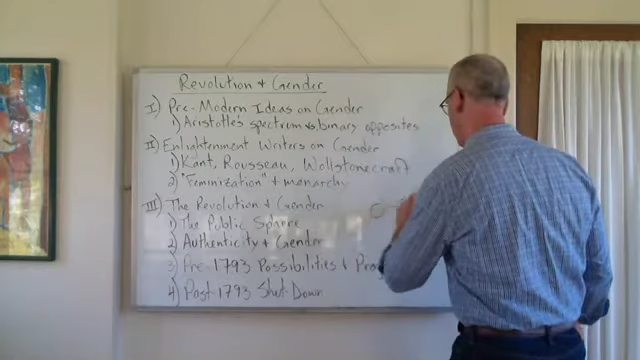 Revolution & Gender
I) Pre-Modern Ideas on Gender
1) Aristotle's spectrum vs binary opposites
II) Enlightenment Writers on Gender
1) Kant, Rousseau, Wollstonecraft
2) "Feminization" & monarchy
III) The Revolution & Gender
1) The Public Sphere
2) Authenticity & Gender
3) Pre-1793 Possibilities &
4) Post-1793 Shut Down